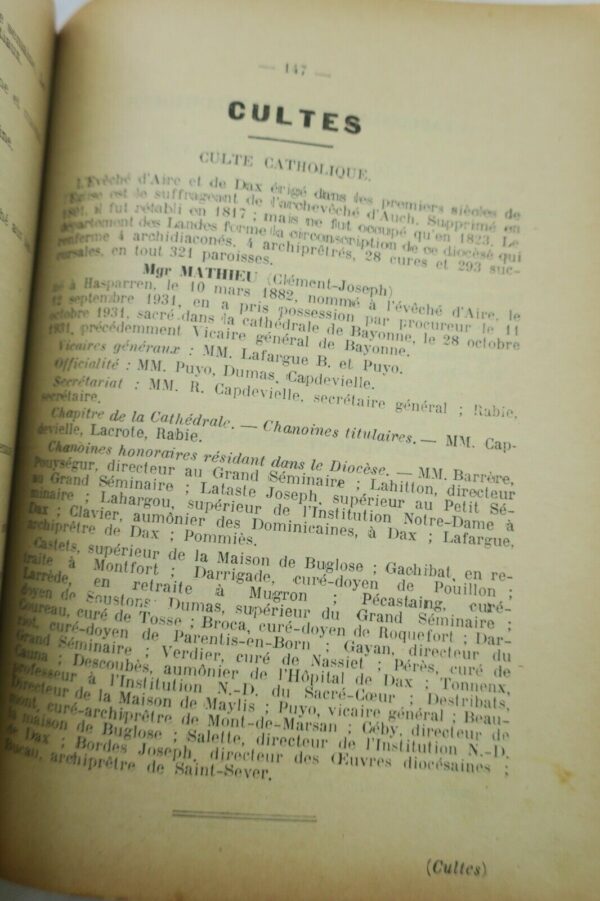 — 147 —
CULTES
CULTE CATHOLIQUE.
L'Evêché d'Aire et de Dax érigé dans les premiers siècles de
l'Eglise est le suffrageant de l'archevêché d'Auch. Supprimé en
1801, il fut rétabli en 1817 ; mais ne fut occupé qu'en 1823. Le
département des Landes forme la circonscription de ce diocèse qui
renferme 4 archidiaconés, 4 archiprêtrés, 28 cures et 293 suc-
cursales, en tout 321 paroisses.
Mgr MATHIEU (Clément-Joseph)
né à Hasparren, le 10 mars 1882, nommé à l'évêché d'Aire, le
12 septembre 1931, en a pris possession par procureur le 11
octobre 1931, sacré dans la cathédrale de Bayonne, le 28 octobre
1931, précédemment Vicaire général de Bayonne.
Vicaires généraux : MM. Lafargue B. et Puyo.
Officialité : MM. Puyo, Dumas, Capdevielle.
Secrétariat : MM. R. Capdevielle, secrétaire général ; Rabie,
secrétaire.
Chapitre de la Cathédrale. — Chanoines titulaires. — MM. Cap-
devielle, Lacrote, Rabie.
Chanoines honoraires résidant dans le Diocèse. — MM. Barrère,
Pouységur, directeur au Grand Séminaire ; Lahitton, directeur
au Grand Séminaire ; Lataste Joseph, supérieur au Petit Sé-
minaire ; Lahargou, supérieur de l'Institution Notre-Dame à
Dax ; Clavier, aumônier des Dominicaines, à Dax ; Lafargue,
archiprêtre de Dax ; Pommiès.
Castets, supérieur de la Maison de Buglose ; Gachibat, en re-
traite à Montfort ; Darrigade, curé-doyen de Pouillon ;
Larrède, en retraite à Mugron ; Pécastaing, curé-
doyen de Soustons ; Dumas, supérieur du Grand Séminaire ;
Coureau, curé de Tosse ; Broca, curé-doyen de Roquefort ; Dar-
riot, curé-doyen de Parentis-en-Born ; Gayan, directeur du
Grand Séminaire ; Verdier, curé de Nassiet ; Pérès, curé de
Cauna ; Descoubès, aumônier de l'Hôpital de Dax ; Tonnenx,
professeur à l'Institution N.-D. du Sacré-Cœur ; Destribats,
Directeur de la Maison de Maylis ; Puyo, vicaire général ; Beau-
mont, curé-archiprêtre de Mont-de-Marsan ; Céby, directeur de
la maison de Buglose ; Salette, directeur de l'Institution N.-D.
de Dax ; Bordes Joseph, directeur des Œuvres diocésaines ;
Bucau, archiprêtre de Saint-Sever.
(Cultes)